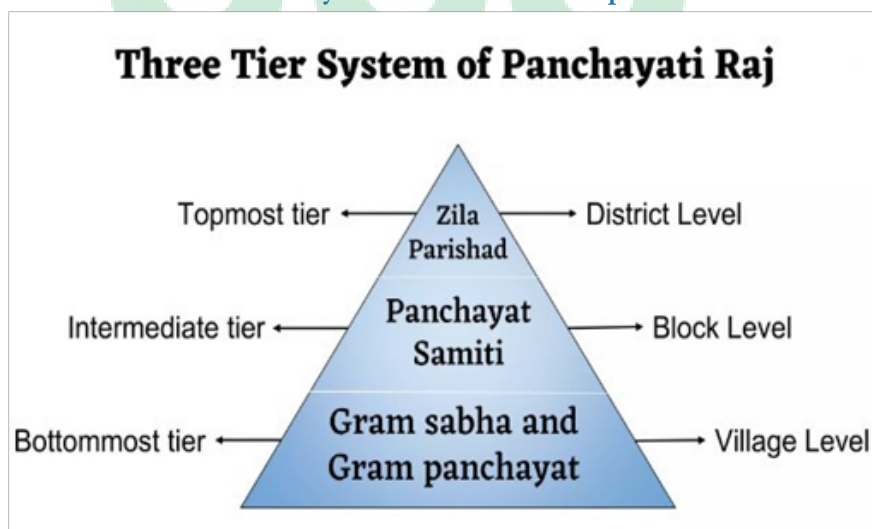 Three Tier System of Panchayati Raj
Topmost tier
Zila
Parishad
District Level
Intermediate tier
Panchayat
Samiti
Block Level
Bottommost tier
Gram sabha and
Gram panchayat
Village Level